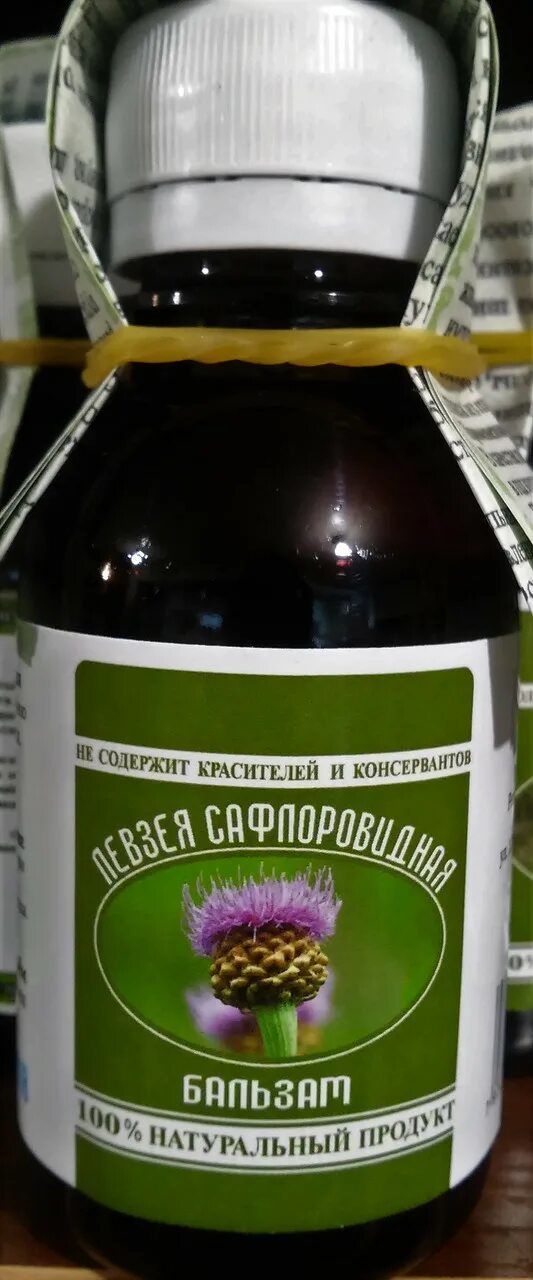 НЕ СОДЕРЖИТ КРАСИТЕЛЕЙ И КОНСЕРВАНТОВ
ЛЕВЗЕЯ САФЛОРОВИДНАЯ
БАЛЬЗАМ
100% НАТУРАЛЬНЫЙ ПРОДУКТ